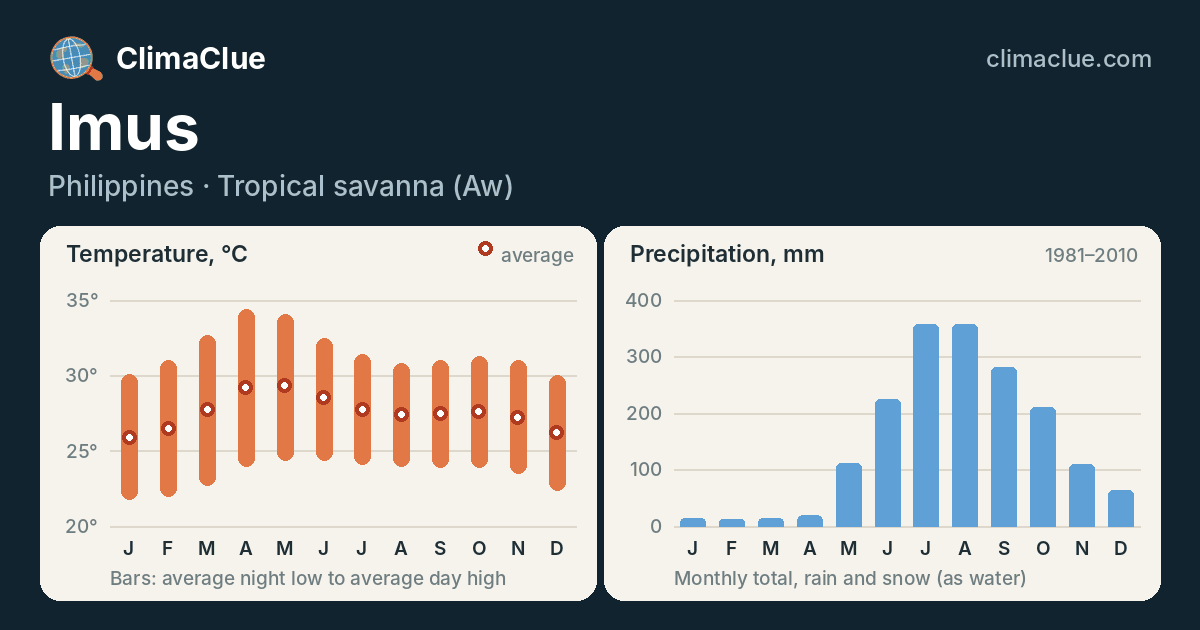 ClimaClue
climaclue.com
Imus
Philippines · Tropical savanna (Aw)
Temperature, °C
average
35°
30°
25°
20°
J F M A M J J A S O N D
Bars: average night low to average day high
Precipitation, mm
1981–2010
400
300
200
100
0
J F M A M J J A S O N D
Monthly total, rain and snow (as water)